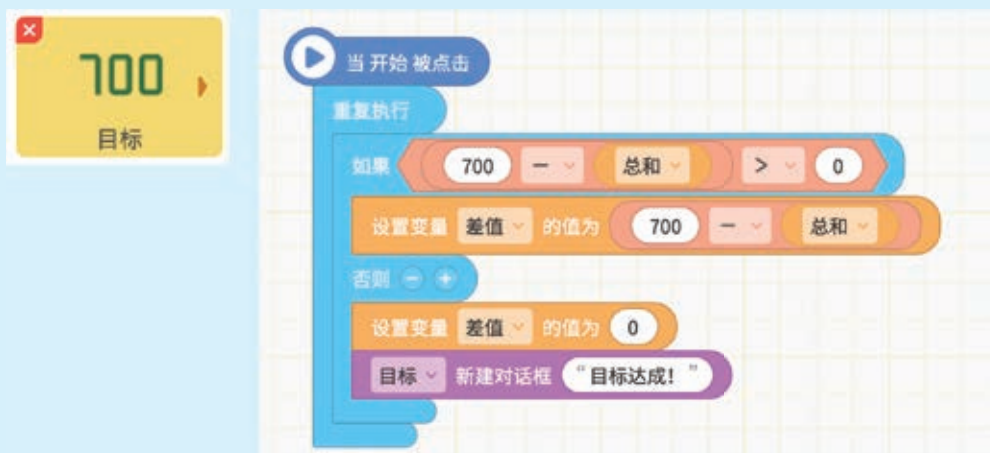 700
目标
当 开始 被点击
重复执行
如果 700 - 总和 > 0
设置变量 差值 的值为 700 - 总和
否则 - +
设置变量 差值 的值为 0
目标 新建对话框 “目标达成！”